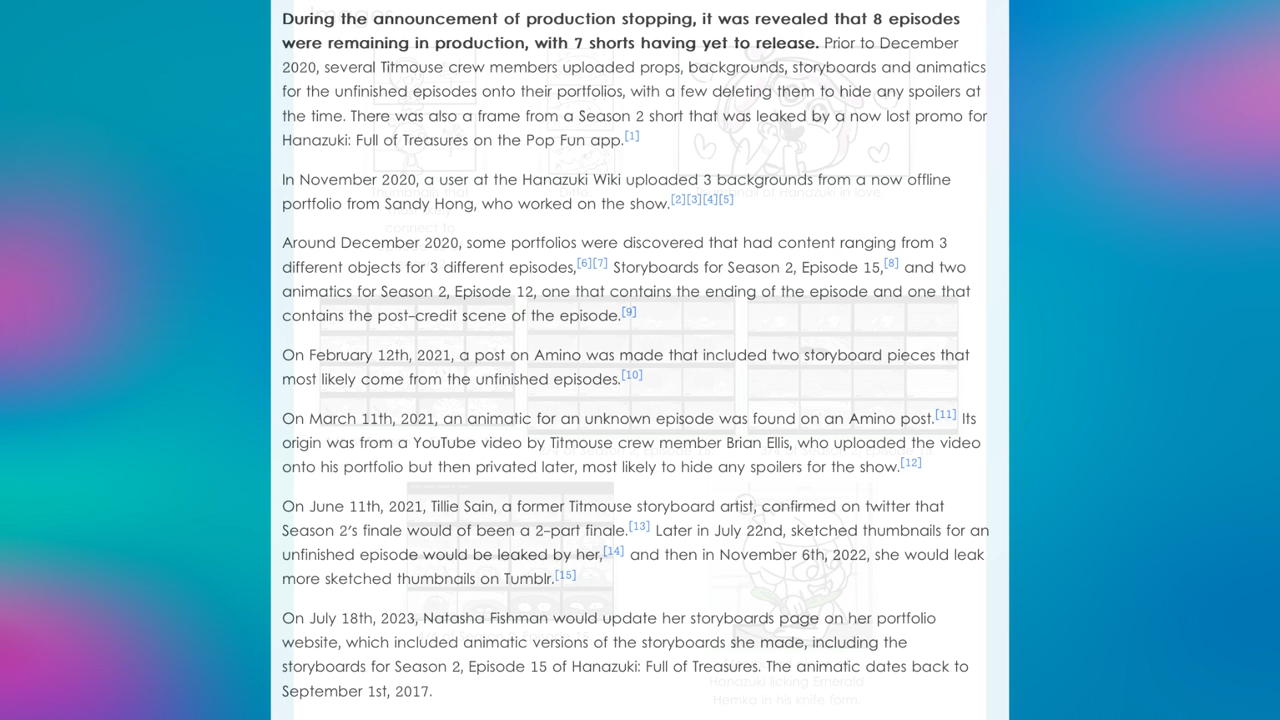 During the announcement of production stopping, it was revealed that 8 episodes
were remaining in production, with 7 shorts having yet to release. Prior to December
2020, several Titmouse crew members uploaded props, backgrounds, storyboards and animatics
for the unfinished episodes onto their portfolios, with a few deleting them to hide any spoilers at
the time. There was also a frame from a Season 2 short that was leaked by a now lost promo for
Hanazuki: Full of Treasures on the Pop Fun app.[1]
In November 2020, a user at the Hanazuki Wiki uploaded 3 backgrounds from a now offline
portfolio from Sandy Hong, who worked on the show.[2][3][4][5]
Around December 2020, some portfolios were discovered that had content ranging from 3
different objects for 3 different episodes,[6][7] Storyboards for Season 2, Episode 15,[8] and two
animatics for Season 2, Episode 12, one that contains the ending of the episode and one that
contains the post-credit scene of the episode.[9]
On February 12th, 2021, a post on Amino was made that included two storyboard pieces that
most likely come from the unfinished episodes.[10]
On March 11th, 2021, an animatic for an unknown episode was found on an Amino post.[11] Its
origin was from a YouTube video by Titmouse crew member Brian Ellis, who uploaded the video
onto his portfolio but then privated later, most likely to hide any spoilers for the show.[12]
On June 11th, 2021, Tillie Sain, a former Titmouse storyboard artist, confirmed on twitter that
Season 2's finale would of been a 2-part finale.[13] Later in July 22nd, sketched thumbnails for an
unfinished episode would be leaked by her,[14] and then in November 6th, 2022, she would leak
more sketched thumbnails on Tumblr.[15]
On July 18th, 2023, Natasha Fishman would update her storyboards page on her portfolio
website, which included animatic versions of the storyboards she made, including the
storyboards for Season 2, Episode 15 of Hanazuki: Full of Treasures. The animatic dates back to
September 1st, 2017.
Hanazuki licking Emerald
Hemka in his knife form.